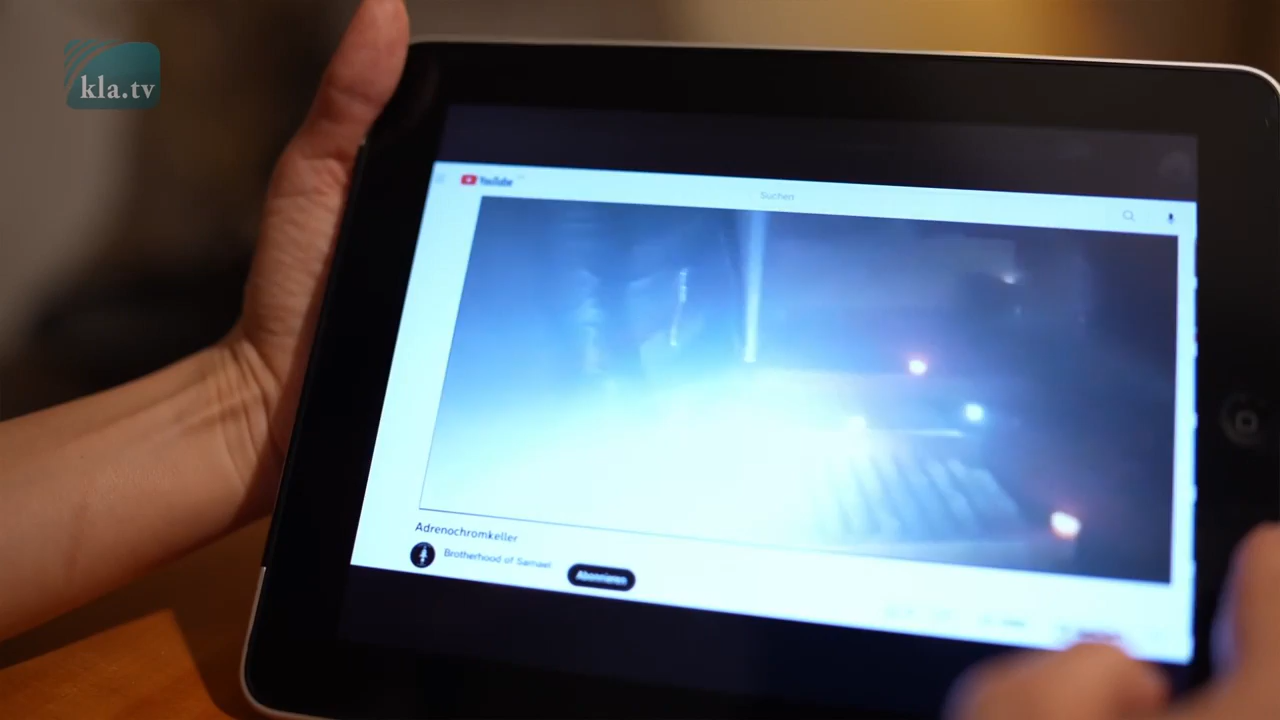 kla.tv
YouTube
Suchen
Adrenochromkeller
Brotherhood of Samael
Abonnieren